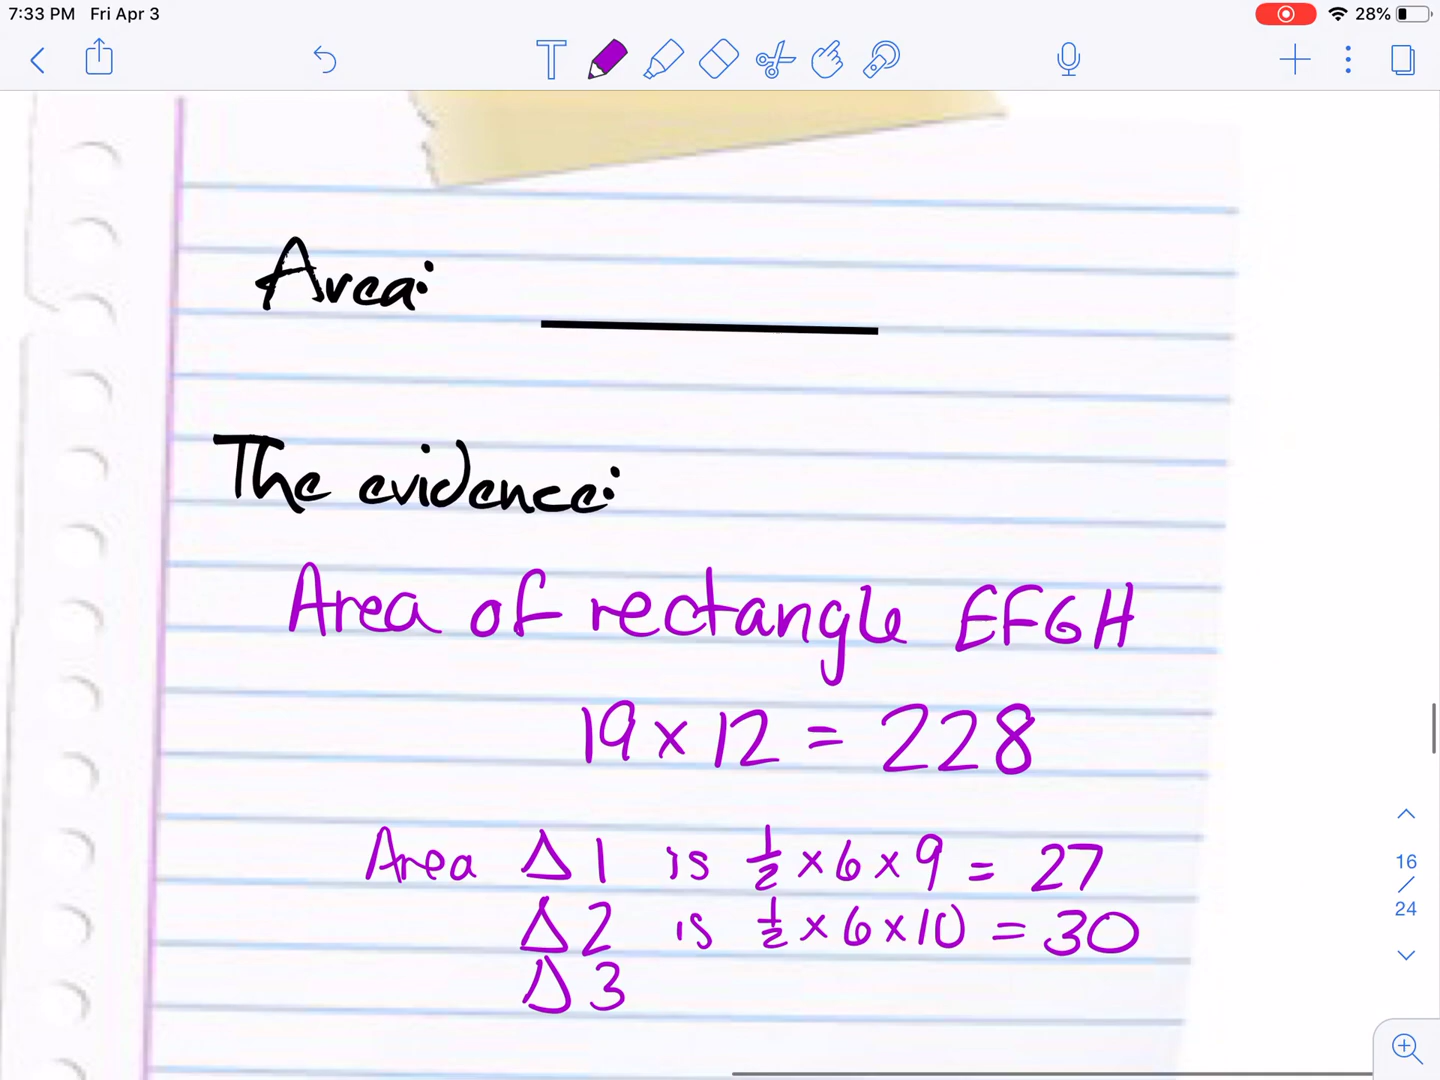 7:33 PM Fri Apr 3 28%
Area:
The evidence:
Area of rectangle EFGH
19 × 12 = 228
Area Δ1 is ½ × 6 × 9 = 27
Δ2 is ½ × 6 × 10 = 30
Δ3
16
/
24